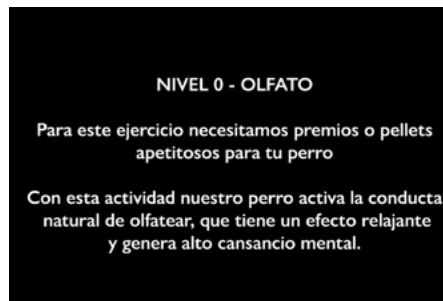 NIVEL 0 - OLFATO
Para este ejercicio necesitamos premios o pellets
apetitosos para tu perro
Con esta actividad nuestro perro activa la conducta
natural de olfatear, que tiene un efecto relajante
y genera alto cansancio mental.